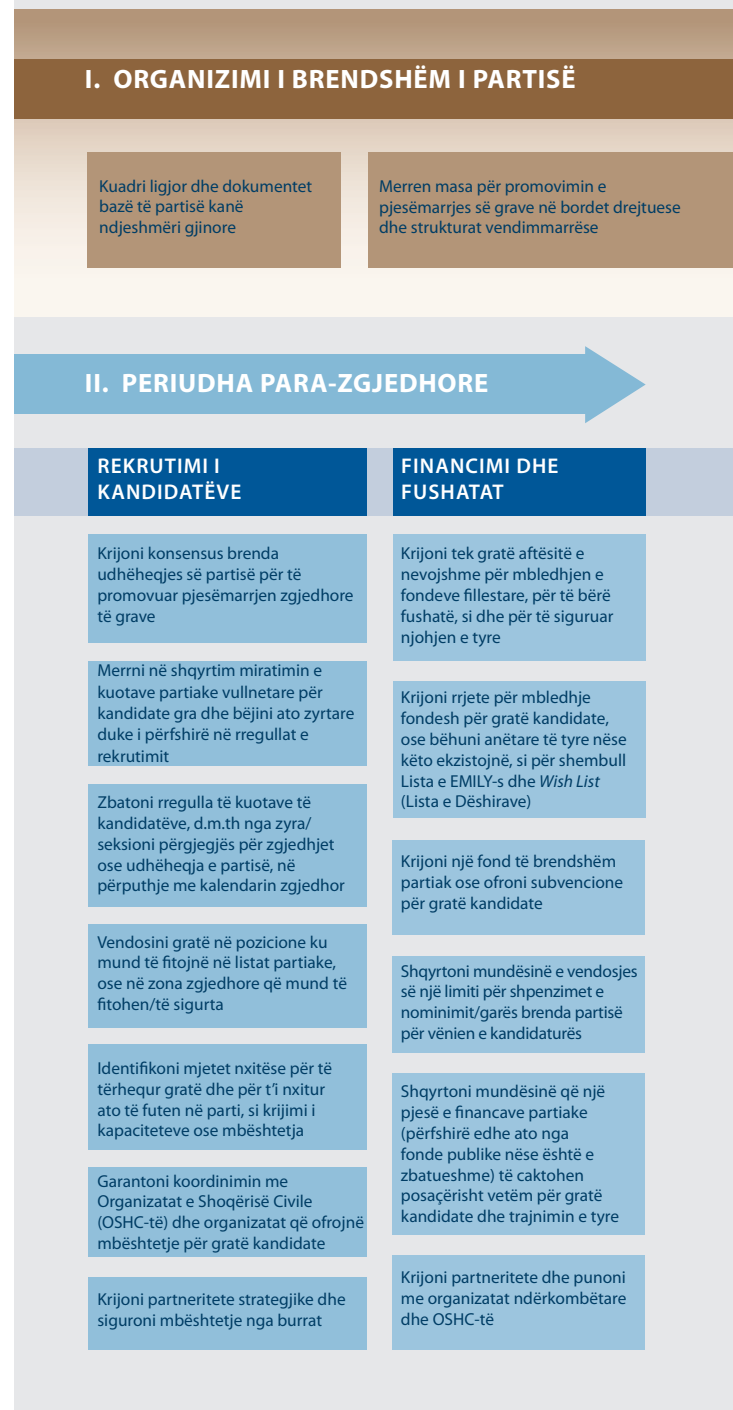 I. ORGANIZIMI I BRENDSHËM I PARTISË
Kuadri ligjor dhe dokumentet
bazë të partisë kanë
ndjeshmëri gjinore
Merren masa për promovimin e
pjesëmarrjes së grave në bordet drejtuese
dhe strukturat vendimmarrëse
II. PERIUDHA PARA-ZGJEDHORE
REKRUTIMI I
KANDIDATËVE
Krijoni konsensus brenda
udhëheqjes së partisë për të
promovuar pjesëmarrjen zgjedhore
të grave
Merrni në shqyrtim miratimin e
kuotave partiake vullnetare për
kandidate gra dhe bëjini ato zyrtare
duke i përfshirë në rregullat e
rekrutimit
Zbatoni rregulla të kuotave të
kandidatëve, d.m.th nga zyra/
seksioni përgjegjës për zgjedhjet
ose udhëheqja e partisë, në
përputhje me kalendarin zgjedhor
Vendosini gratë në pozicione ku
mund të fitojnë në listat partiake,
ose në zona zgjedhore që mund të
fitohen/të sigurta
Identifikoni mjetet nxitëse për të
tërhequr gratë dhe për t’i nxitur
ato të futen në parti, si krijimi i
kapaciteteve ose mbështetja
Garantoni koordinimin me
Organizatat e Shoqërisë Civile
(OSHC-të) dhe organizatat që ofrojnë
mbështetje për gratë kandidate
Krijoni partneritete strategjike dhe
siguroni mbështetje nga burrat
FINANCIMI DHE
FUSHATAT
Krijoni tek gratë aftësitë e
nevojshme për mbledhjen e
fondeve fillestare, për të bërë
fushatë, si dhe për të siguruar
njohjen e tyre
Krijoni rrjete për mbledhje
fondesh për gratë kandidate,
ose bëhuni anëtare të tyre nëse
këto ekzistojnë, si për shembull
Lista e EMILY-s dhe Wish List
(Lista e Dëshirave)
Krijoni një fond të brendshëm
partiak ose ofroni subvencione
për gratë kandidate
Shqyrtoni mundësinë e vendosjes
së një limiti për shpenzimet e
nominimit/garës brenda partisë
për vënien e kandidaturës
Shqyrtoni mundësinë që një
pjesë e financave partiake
(përfshirë edhe ato nga
fonde publike nëse është e
zbatueshme) të caktohen
posaçërisht vetëm për gratë
kandidate dhe trajnimin e tyre
Krijoni partneritete dhe punoni
me organizatat ndërkombëtare
dhe OSHC-të